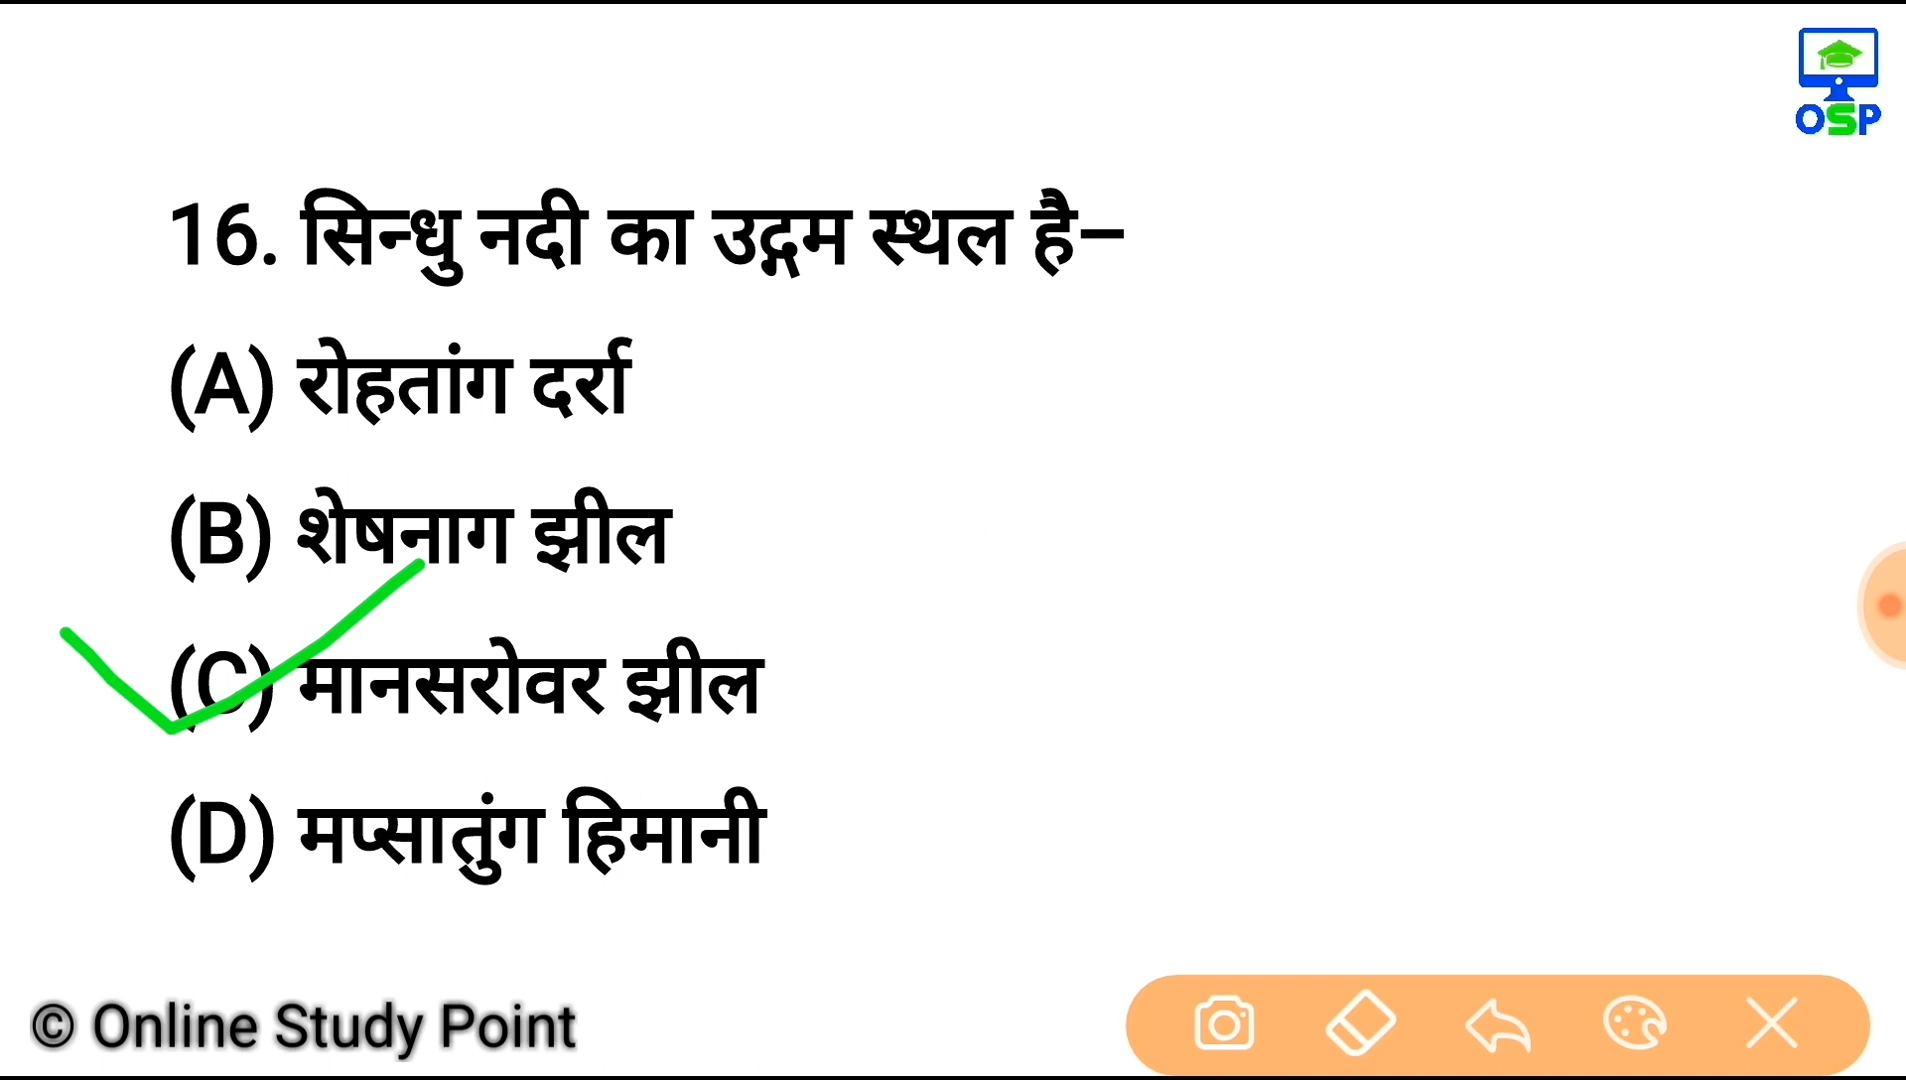 OSP
16. सिन्धु नदी का उद्गम स्थल है–
(A) रोहतांग दर्रा
(B) शेषनाग झील
(C) मानसरोवर झील
(D) मप्सातुंग हिमानी
© Online Study Point